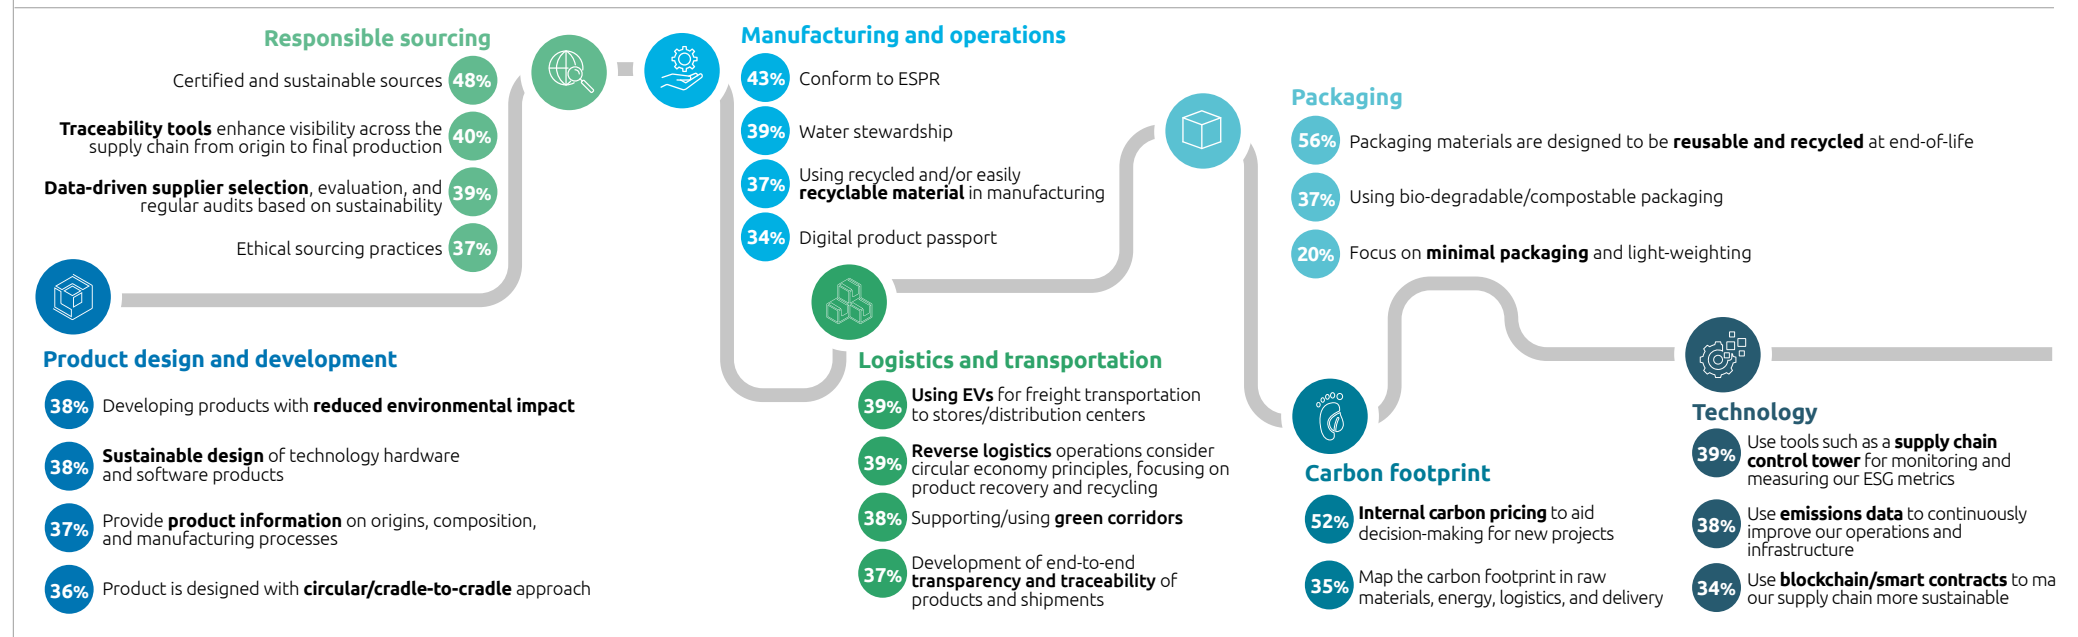 Responsible sourcing
Certified and sustainable sources 48%
Traceability tools enhance visibility across the
supply chain from origin to final production
40%
Data-driven supplier selection, evaluation, and
regular audits based on sustainability
39%
Ethical sourcing practices 37%
Product design and development
38% Developing products with reduced environmental impact
38%
Sustainable design of technology hardware
and software products
37%
Provide product information on origins, composition,
and manufacturing processes
36% Product is designed with circular/cradle-to-cradle approach
Manufacturing and operations
43% Conform to ESPR
39% Water stewardship
37%
Using recycled and/or easily
recyclable material in manufacturing
34% Digital product passport
Logistics and transportation
39%
Using EVs for freight transportation
to stores/distribution centers
39%
Reverse logistics operations consider
circular economy principles, focusing on
product recovery and recycling
38% Supporting/using green corridors
37%
Development of end-to-end
transparency and traceability of
products and shipments
Packaging
56% Packaging materials are designed to be reusable and recycled at end-of-life
37% Using bio-degradable/compostable packaging
20% Focus on minimal packaging and light-weighting
Carbon footprint
52%
Internal carbon pricing to aid
decision-making for new projects
35%
Map the carbon footprint in raw
materials, energy, logistics, and delivery
Technology
39%
Use tools such as a supply chain
control tower for monitoring and
measuring our ESG metrics
38%
Use emissions data to continuously
improve our operations and
infrastructure
34%
Use blockchain/smart contracts to ma
our supply chain more sustainable